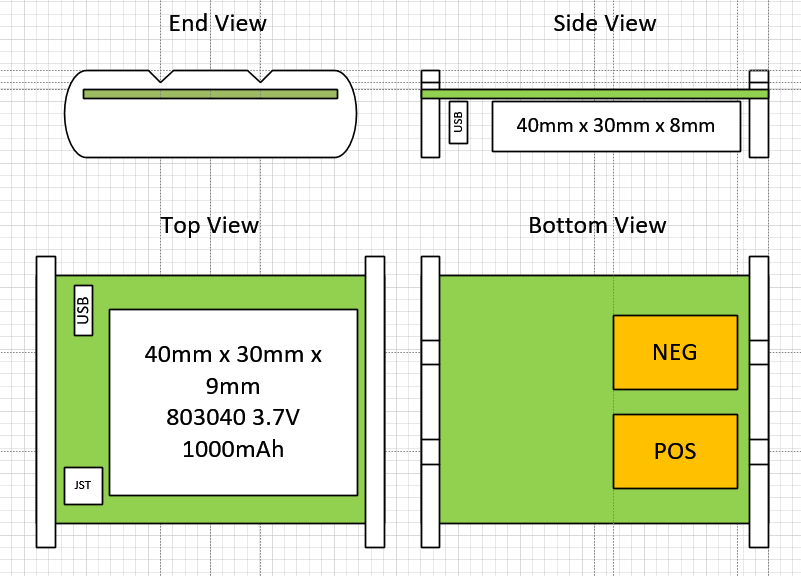 End View
Side View
USB
40mm x 30mm x 8mm
Top View
Bottom View
USB
40mm x 30mm x
9mm
803040 3.7V
1000mAh
JST
NEG
POS